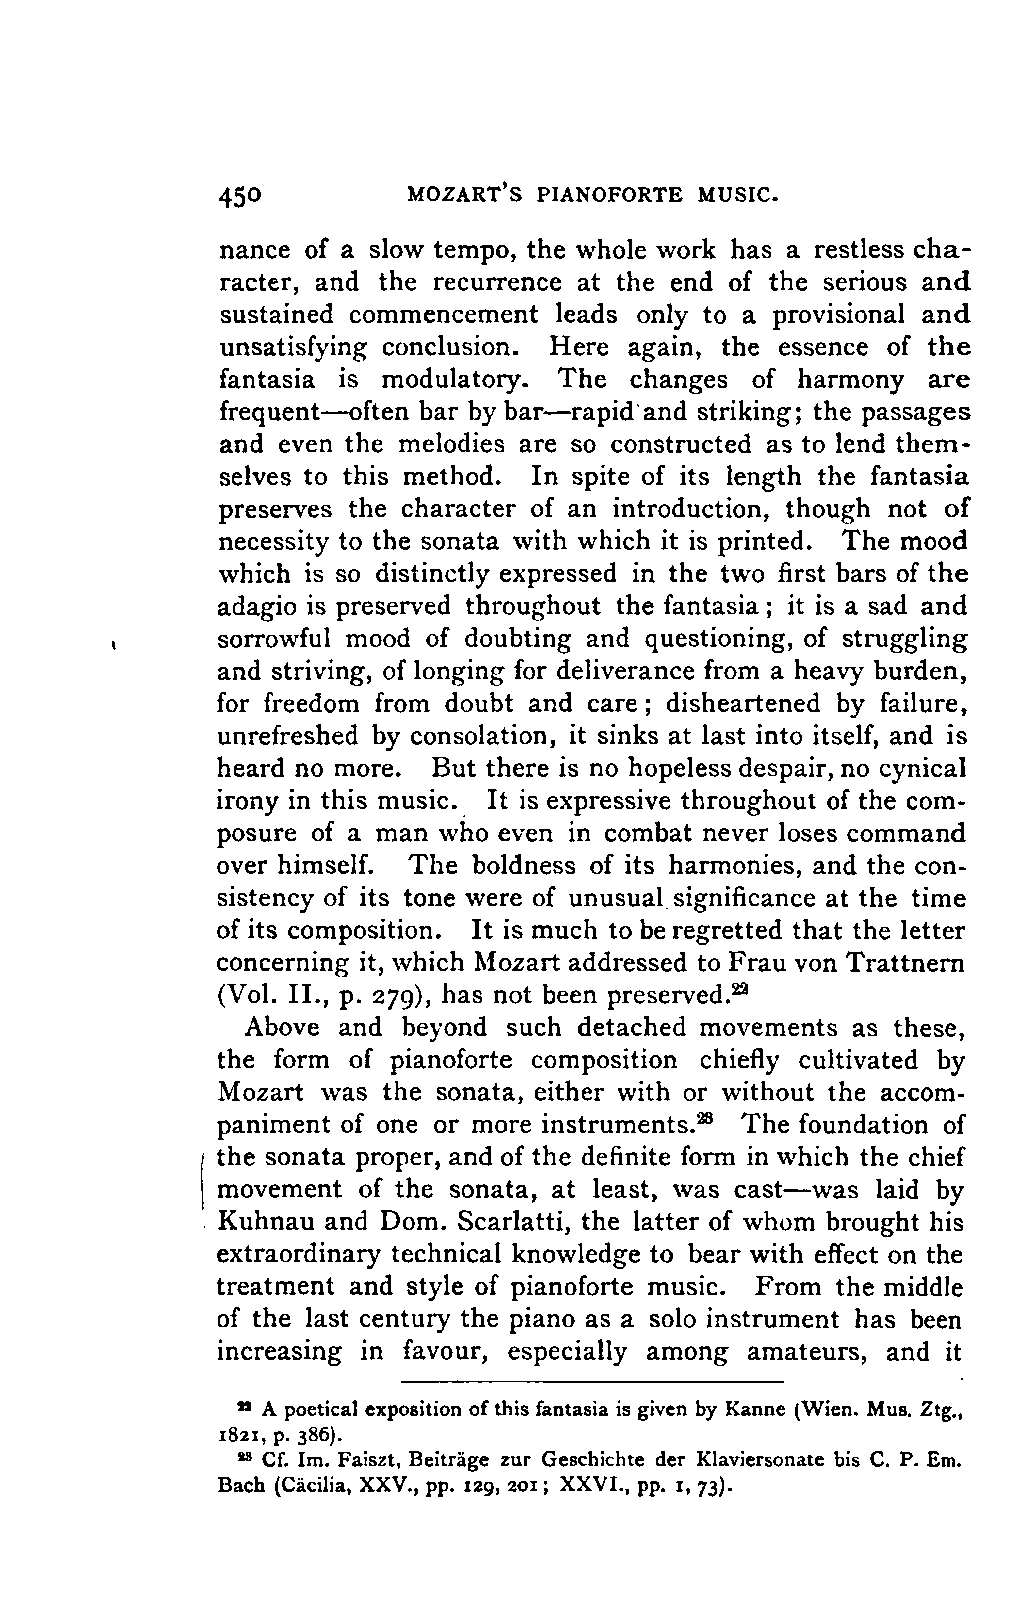 450 MOZART'S PIANOFORTE MUSIC.
nance of a slow tempo, the whole work has a restless cha-
racter, and the recurrence at the end of the serious and
sustained commencement leads only to a provisional and
unsatisfying conclusion. Here again, the essence of the
fantasia is modulatory. The changes of harmony are
frequent—often bar by bar—rapid and striking; the passages
and even the melodies are so constructed as to lend them-
selves to this method. In spite of its length the fantasia
preserves the character of an introduction, though not of
necessity to the sonata with which it is printed. The mood
which is so distinctly expressed in the two first bars of the
adagio is preserved throughout the fantasia; it is a sad and
sorrowful mood of doubting and questioning, of struggling
and striving, of longing for deliverance from a heavy burden,
for freedom from doubt and care; disheartened by failure,
unrefreshed by consolation, it sinks at last into itself, and is
heard no more. But there is no hopeless despair, no cynical
irony in this music. It is expressive throughout of the com-
posure of a man who even in combat never loses command
over himself. The boldness of its harmonies, and the con-
sistency of its tone were of unusual significance at the time
of its composition. It is much to be regretted that the letter
concerning it, which Mozart addressed to Frau von Trattnern
(Vol. II., p. 279), has not been preserved.²²
Above and beyond such detached movements as these,
the form of pianoforte composition chiefly cultivated by
Mozart was the sonata, either with or without the accom-
paniment of one or more instruments.²³ The foundation of
the sonata proper, and of the definite form in which the chief
movement of the sonata, at least, was cast—was laid by
Kuhnau and Dom. Scarlatti, the latter of whom brought his
extraordinary technical knowledge to bear with effect on the
treatment and style of pianoforte music. From the middle
of the last century the piano as a solo instrument has been
increasing in favour, especially among amateurs, and it
²² A poetical exposition of this fantasia is given by Kanne (Wien. Mus. Ztg.,
1821, p. 386).
²³ Cf. Im. Faiszt, Beiträge zur Geschichte der Klaviersonate bis C. P. Em.
Bach (Cäcilia, XXV., pp. 129, 201; XXVI., pp. 1, 73).